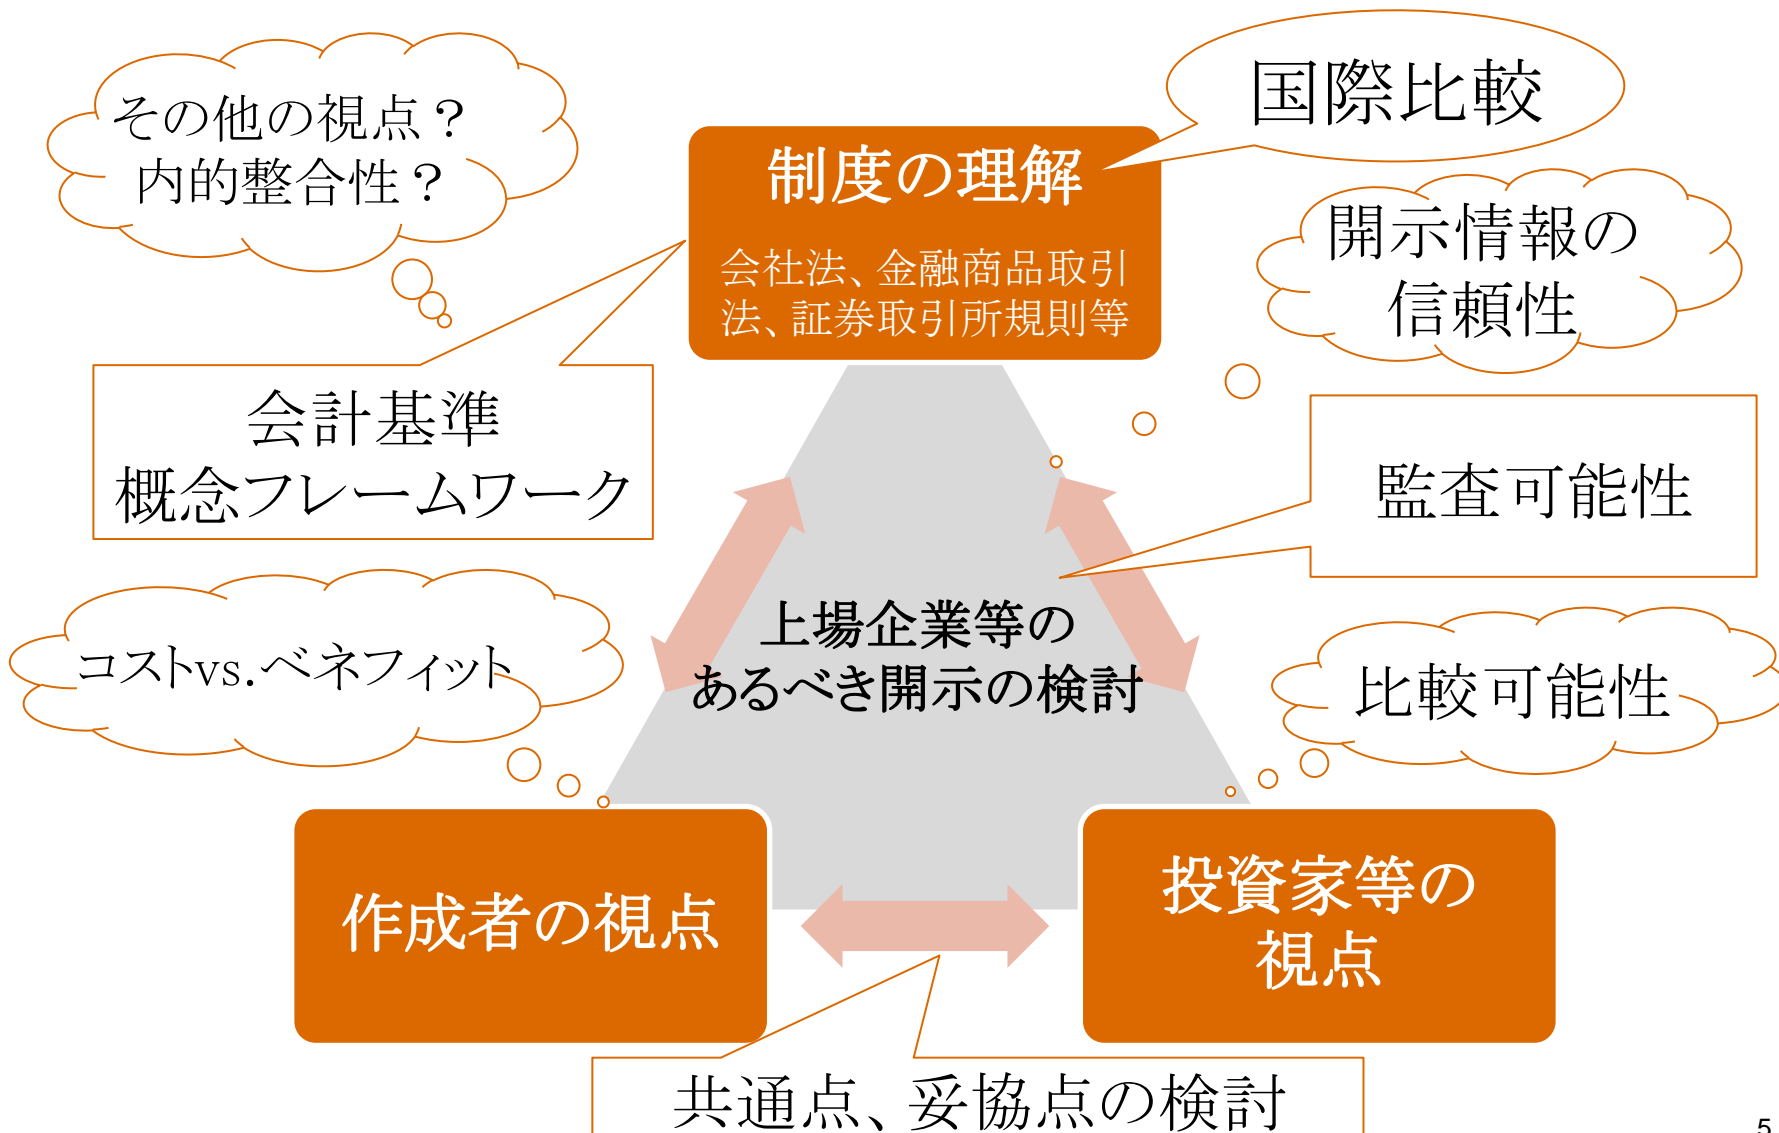 その他の視点？
内的整合性？
国際比較
制度の理解
会社法、金融商品取引
法、証券取引所規則等
開示情報の
信頼性
会計基準
概念フレームワーク
監査可能性
上場企業等の
あるべき開示の検討
コストvs.ベネフィット
比較可能性
作成者の視点
投資家等の
視点
共通点、妥協点の検討
5